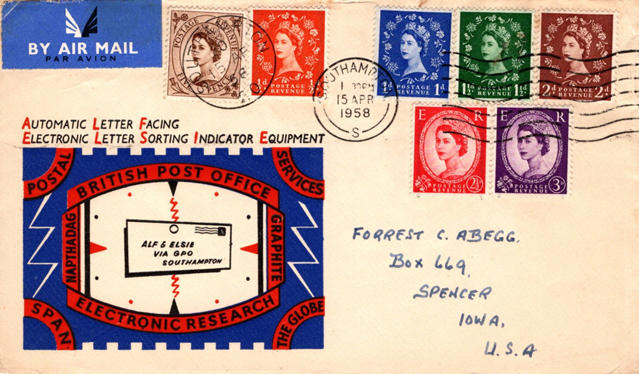 BY AIR MAIL
PAR AVION
POSTAGE REVENUE
½d
POSTAGE REVENUE
1d
POSTAGE REVENUE
1½d
POSTAGE REVENUE
2d
SOUTHAMPTON
15 APR
1958
S
E R
POSTAGE REVENUE
2½d
E R
POSTAGE REVENUE
3d
AUTOMATIC LETTER FACING
ELECTRONIC LETTER SORTING INDICATOR EQUIPMENT
POSTAL SERVICES
BRITISH POST OFFICE
NAPTHADAG
GRAPHITE
ALF & ELSIE
VIA GPO
SOUTHAMPTON
ELECTRONIC RESEARCH
SPAN THE GLOBE
FORREST C. ABEGG.
BOX 669,
SPENCER
IOWA,
U.S.A